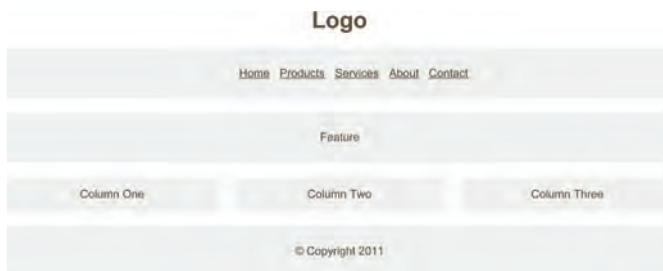 Logo
Home Products Services About Contact
Feature
Column One Column Two Column Three
© Copyright 2011